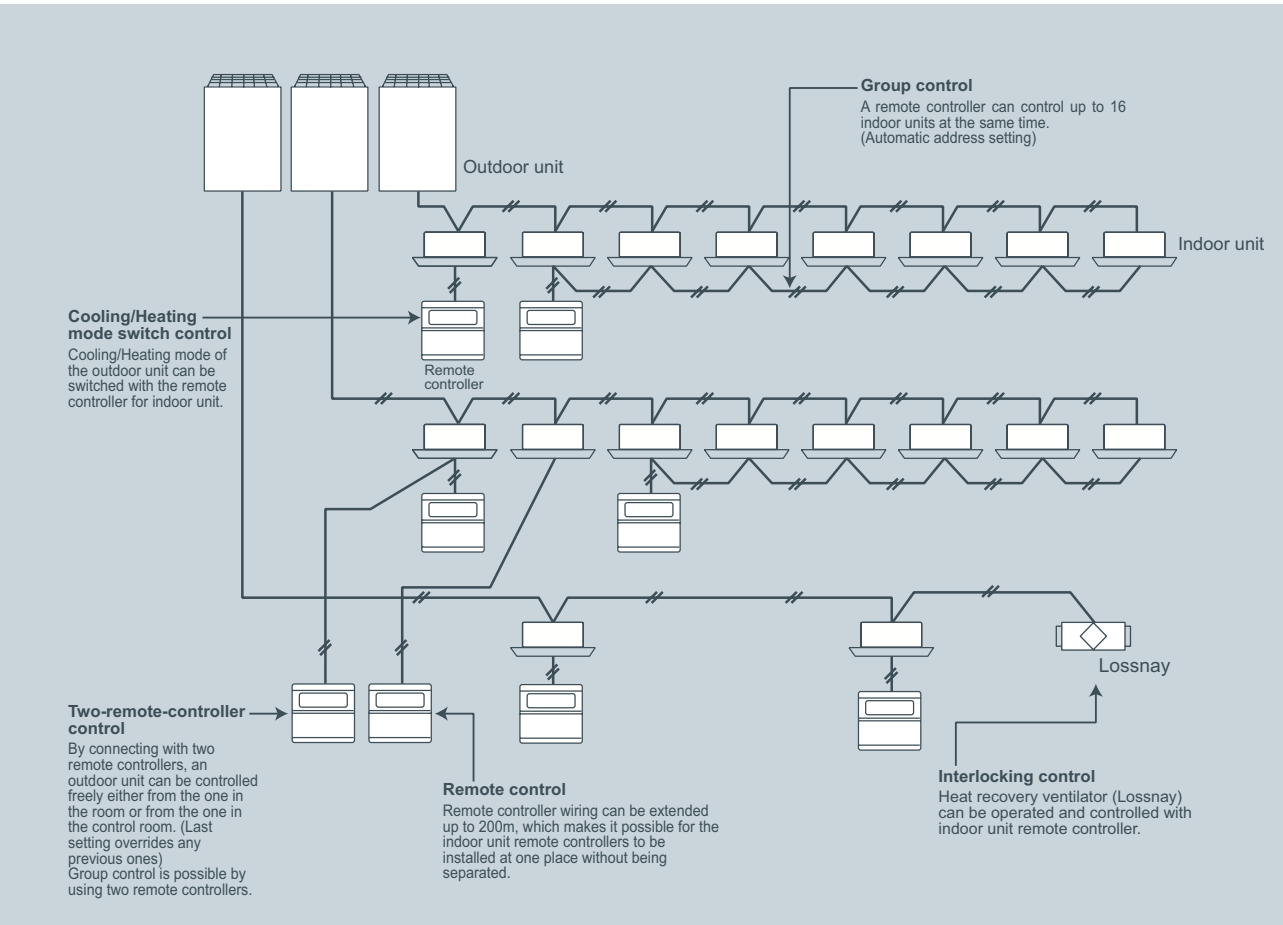 Group control
A remote controller can control up to 16
indoor units at the same time.
(Automatic address setting)
Outdoor unit
Indoor unit
Cooling/Heating
mode switch control
Cooling/Heating mode of
the outdoor unit can be
switched with the remote
controller for indoor unit.
Remote
controller
Lossnay
Two-remote-controller
control
By connecting with two
remote controllers, an
outdoor unit can be controlled
freely either from the one in
the room or from the one in
the control room. (Last
setting overrides any
previous ones)
Group control is possible by
using two remote controllers.
Remote control
Remote controller wiring can be extended
up to 200m, which makes it possible for the
indoor unit remote controllers to be
installed at one place without being
separated.
Interlocking control
Heat recovery ventilator (Lossnay)
can be operated and controlled with
indoor unit remote controller.